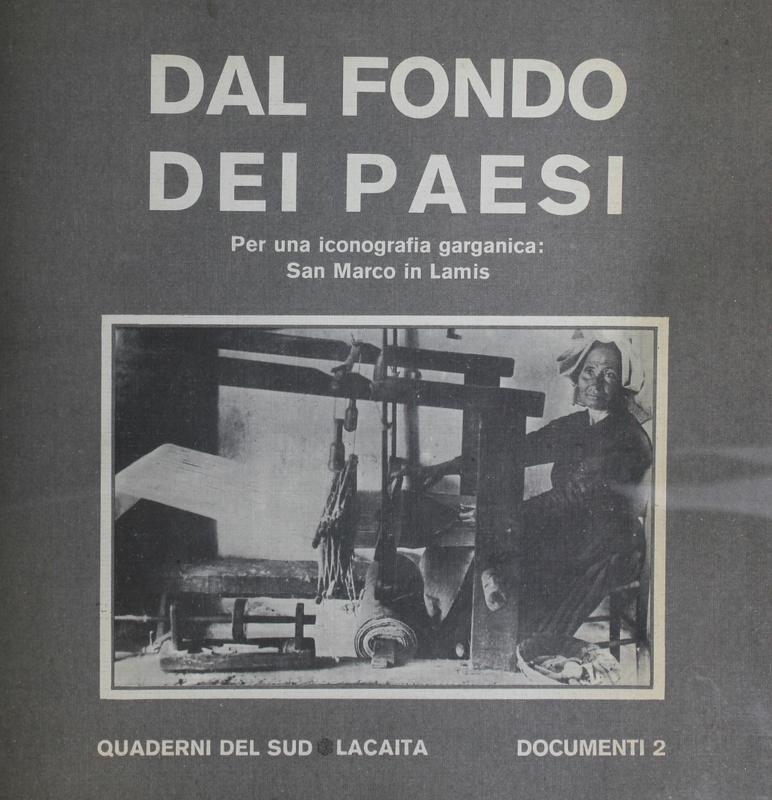 DAL FONDO
DEI PAESI
Per una iconografia garganica:
San Marco in Lamis
QUADERNI DEL SUD LACAITA DOCUMENTI 2